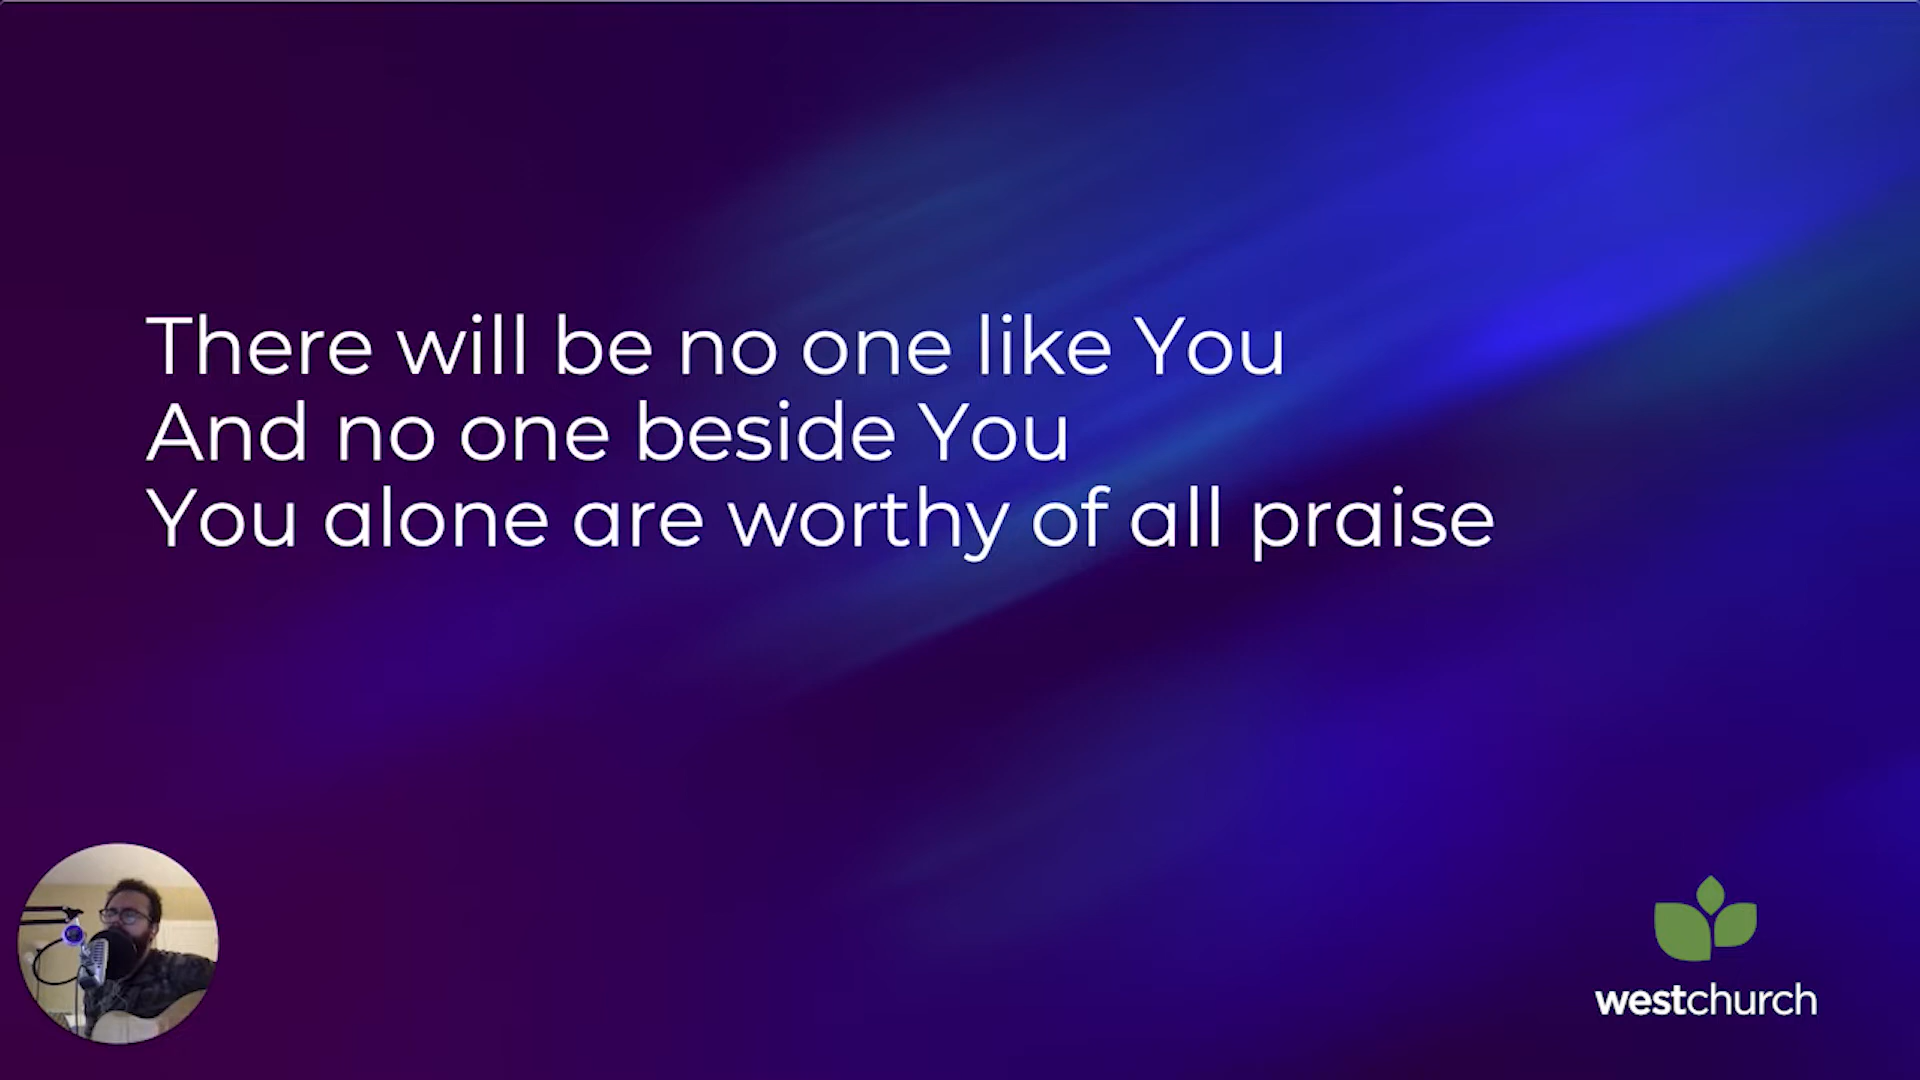 There will be no one like You
And no one beside You
You alone are worthy of all praise
westchurch